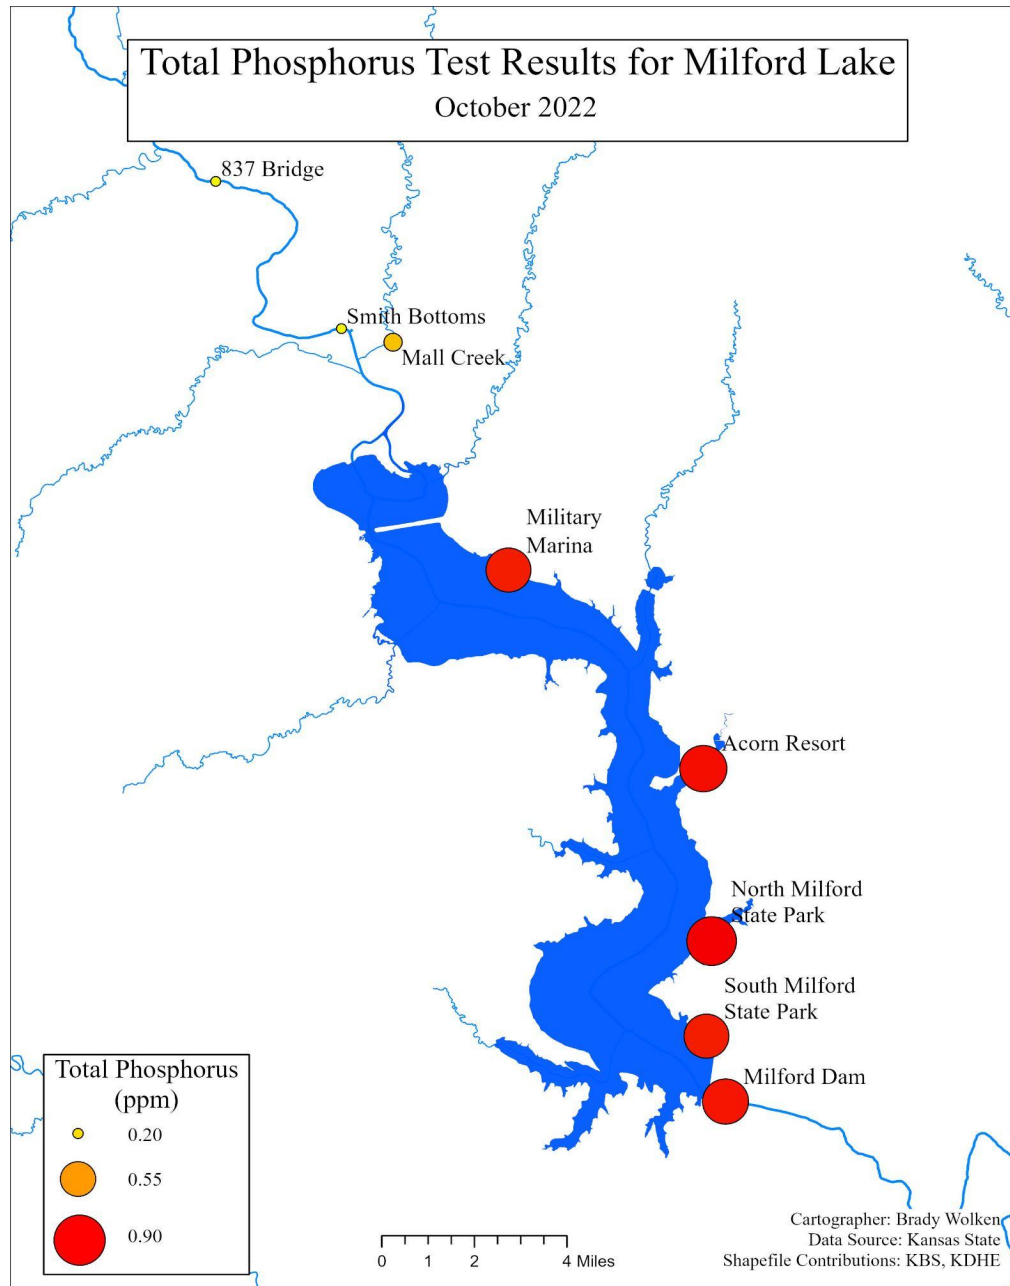 Total Phosphorus Test Results for Milford Lake
October 2022
837 Bridge
Smith Bottoms
Mall Creek
Military
Marina
Acorn Resort
North Milford
State Park
South Milford
State Park
Milford Dam
Total Phosphorus
(ppm)
0.20
0.55
0.90
0 1 2 4 Miles
Cartographer: Brady Wolken
Data Source: Kansas State
Shapefile Contributions: KBS, KDHE